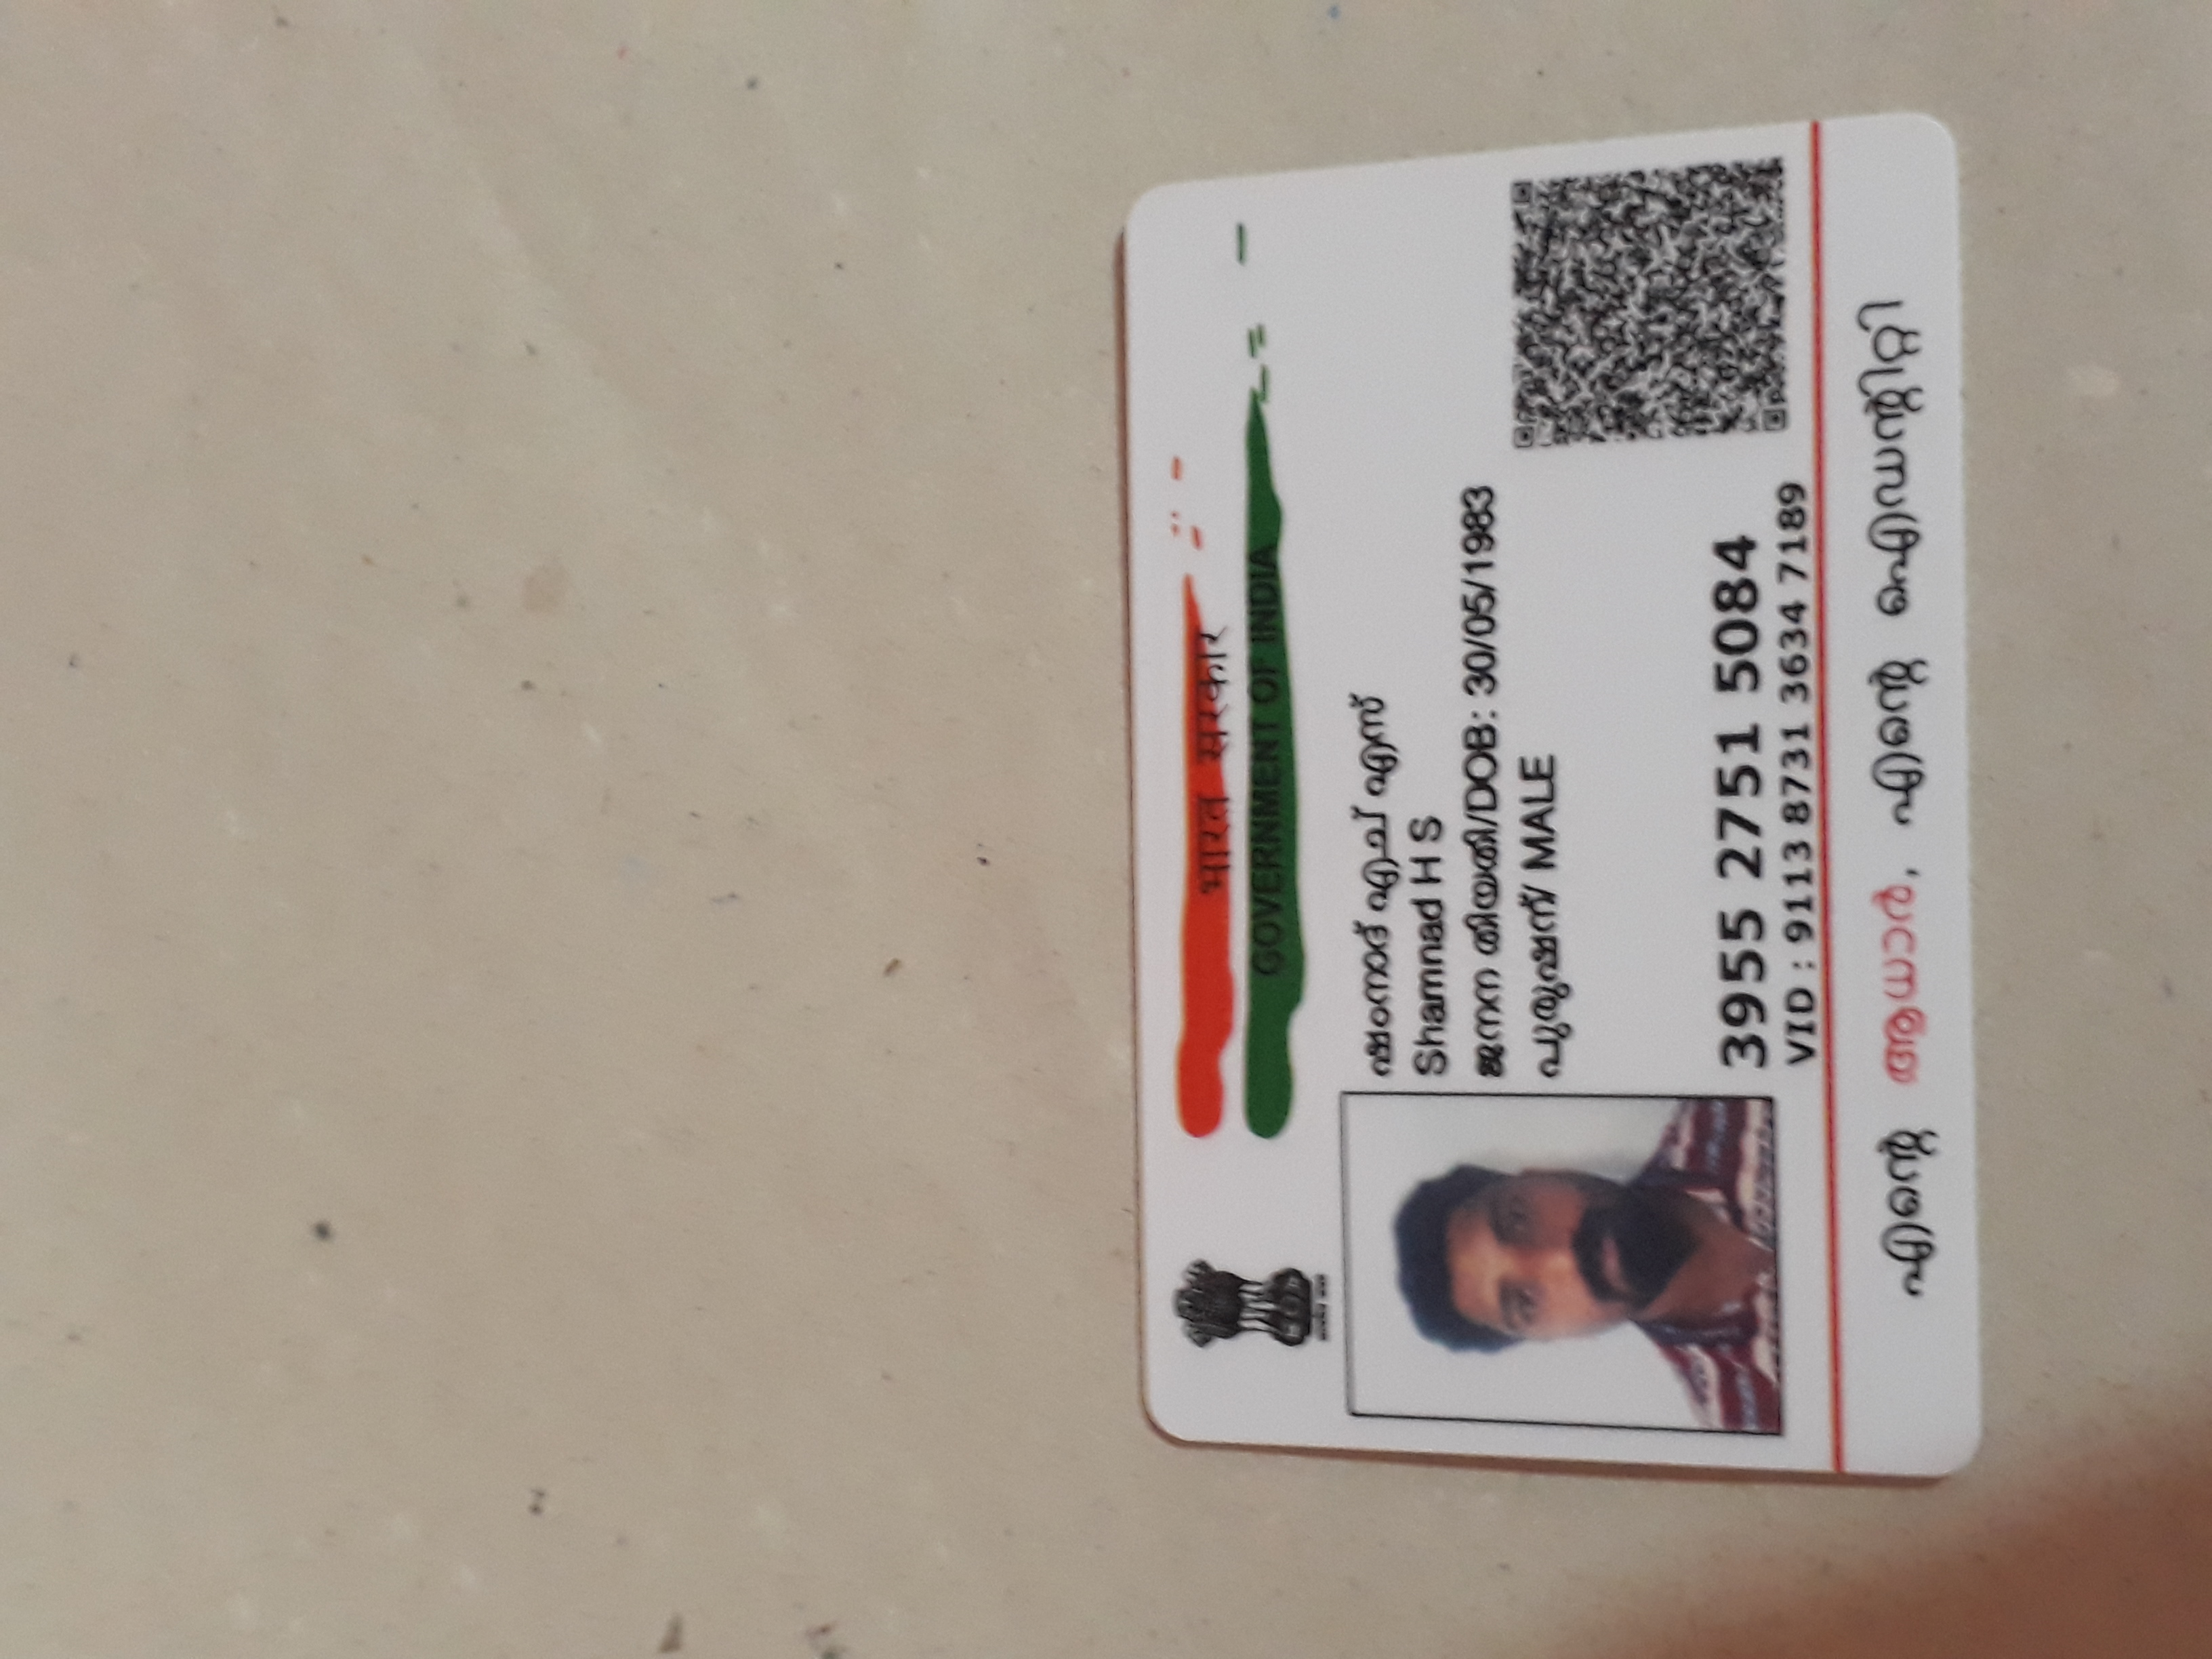 भारत सरकार
GOVERNMENT OF INDIA
ഷംനാദ് എച് എസ്
Shamnad H S
ജനന തിയതി/DOB: 30/05/1983
പുരുഷന്/ MALE
3955 2751 5084
VID : 9113 8731 3634 7189
എന്റെ ആധാർ, എന്റെ ഐഡന്റിറ്റി